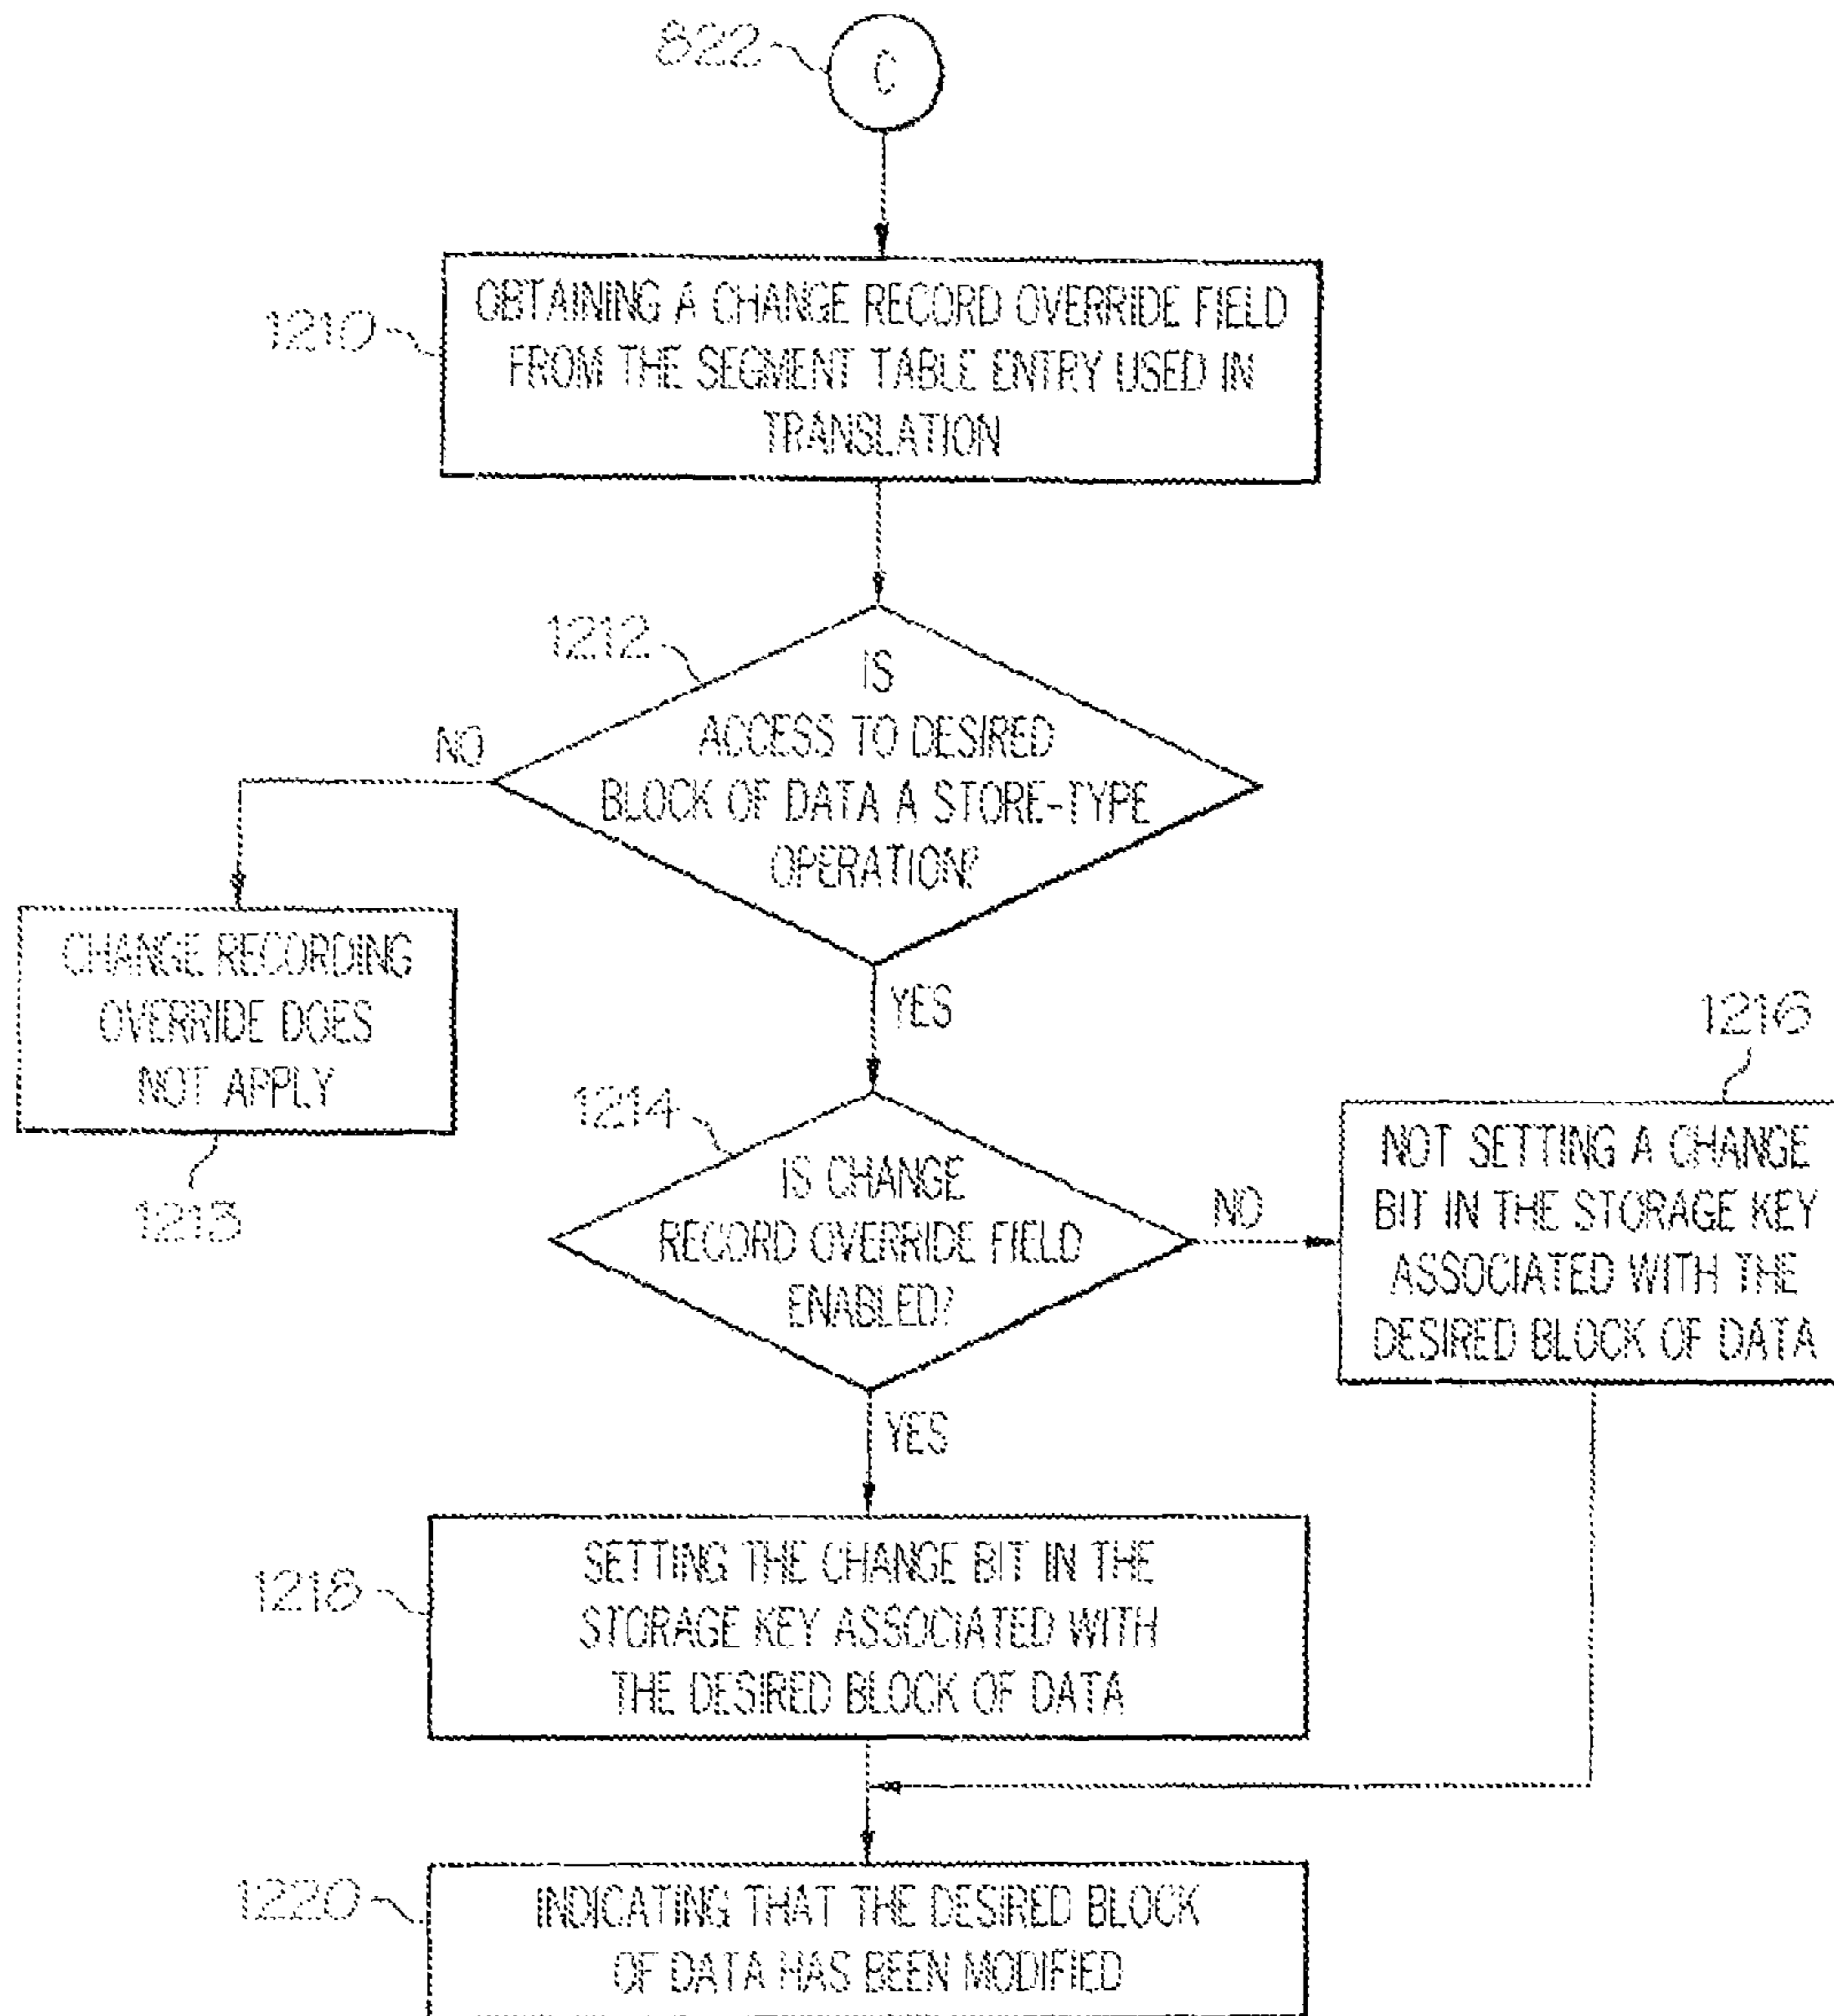 822
C
1210
OBTAINING A CHANGE RECORD OVERRIDE FIELD
FROM THE SEGMENT TABLE ENTRY USED IN
TRANSLATION
1212
IS
ACCESS TO DESIRED
BLOCK OF DATA A STORE-TYPE
OPERATION?
NO
YES
CHANGE RECORDING
OVERRIDE DOES
NOT APPLY
1213
1214
IS CHANGE
RECORD OVERRIDE FIELD
ENABLED?
NO
YES
1216
NOT SETTING A CHANGE
BIT IN THE STORAGE KEY
ASSOCIATED WITH THE
DESIRED BLOCK OF DATA
1218
SETTING THE CHANGE BIT IN THE
STORAGE KEY ASSOCIATED WITH
THE DESIRED BLOCK OF DATA
1220
INDICATING THAT THE DESIRED BLOCK
OF DATA HAS BEEN MODIFIED